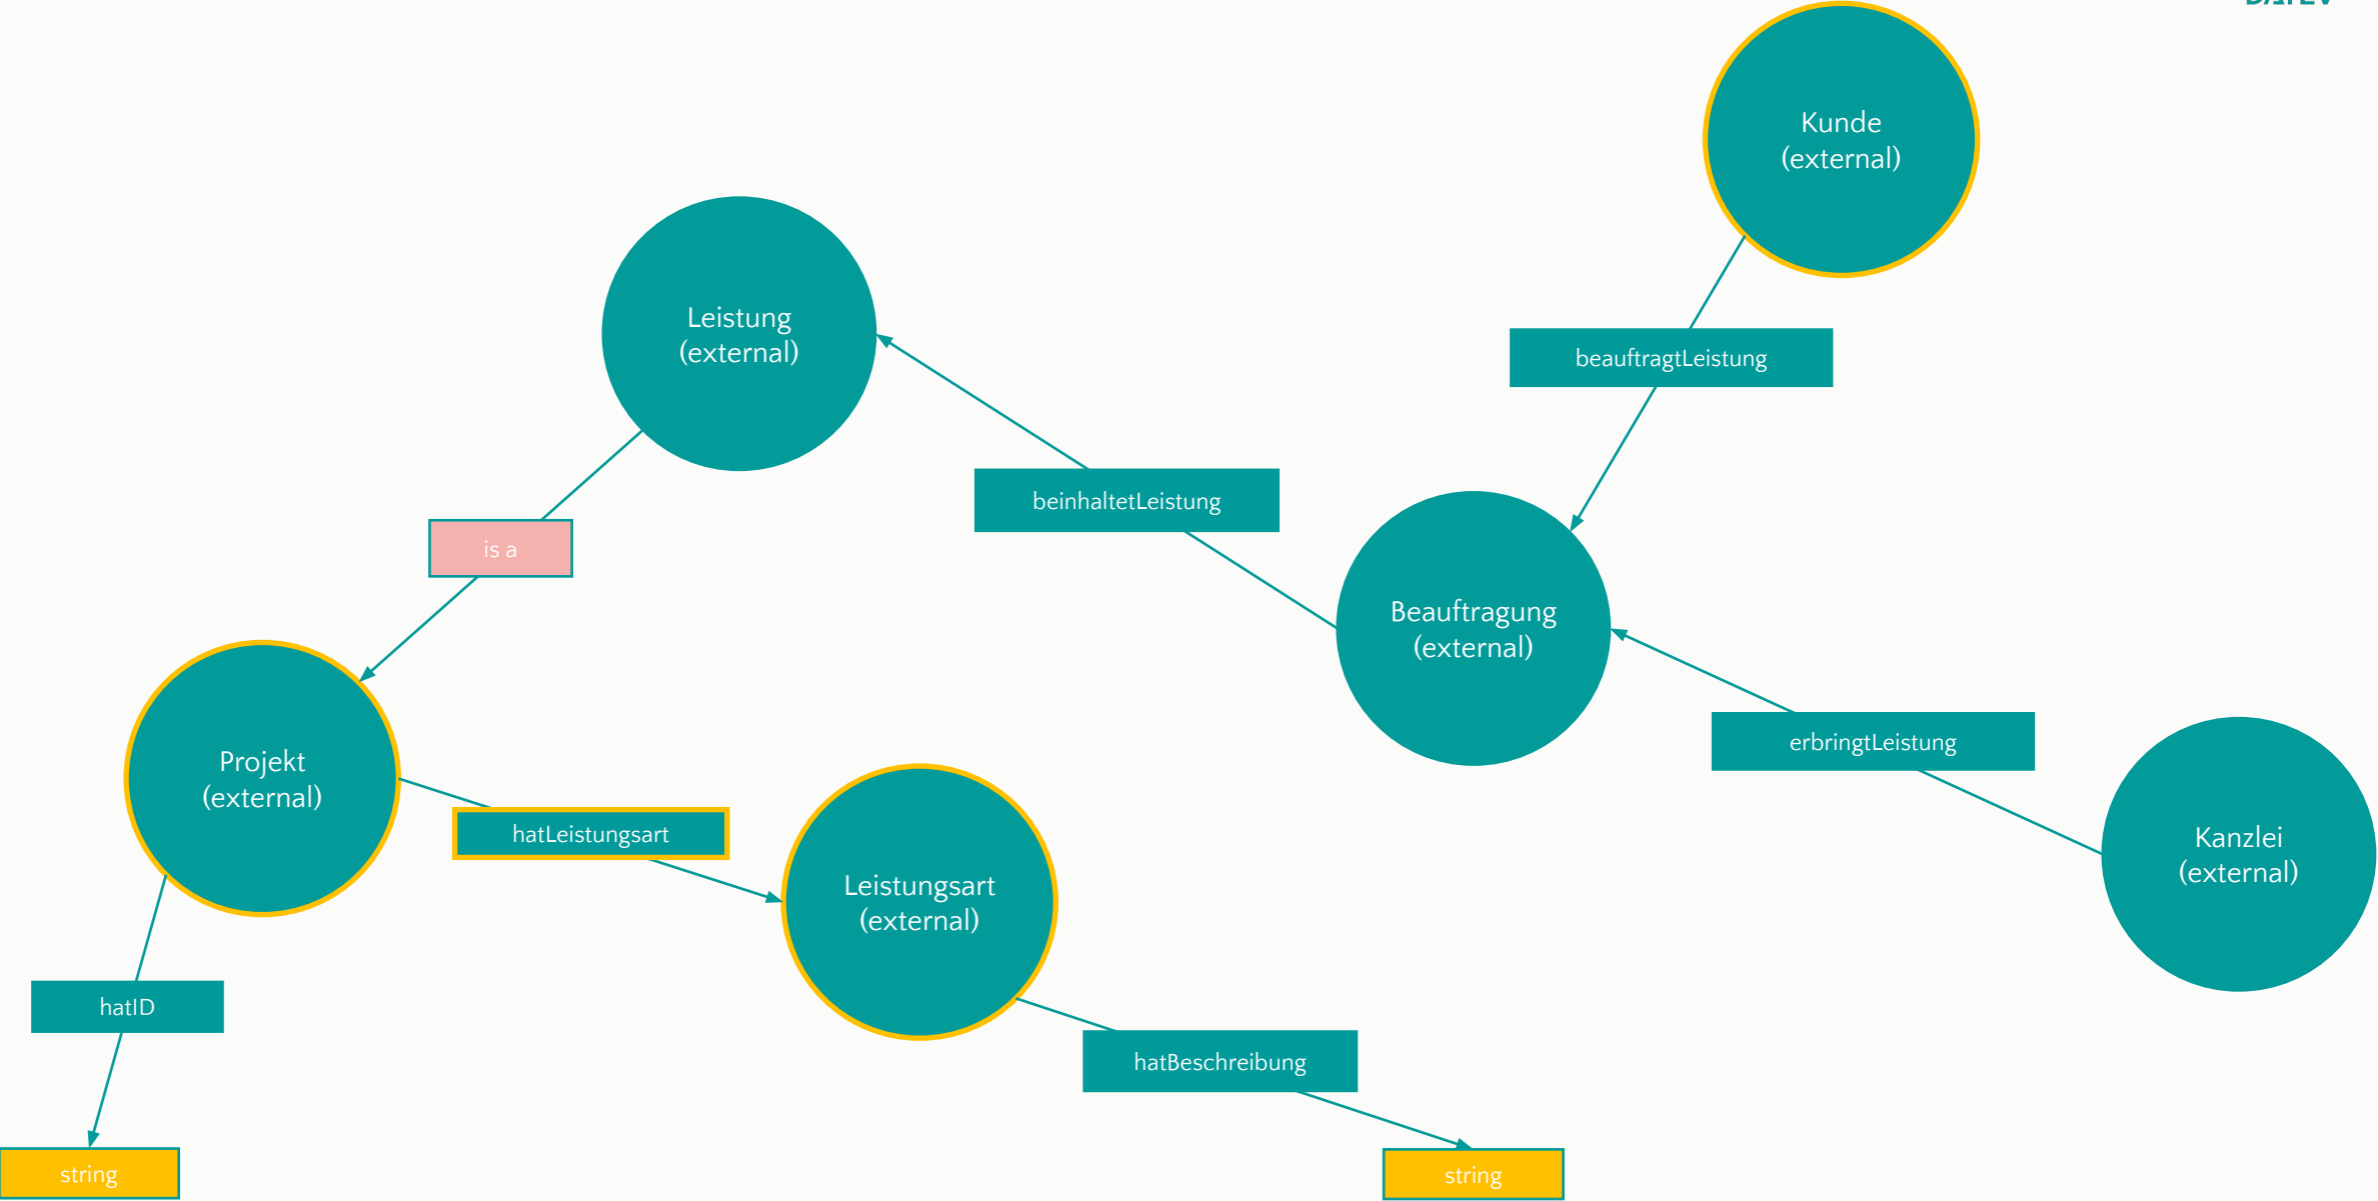 Kunde
(external)
Leistung
(external)
beauftragtLeistung
beinhaltetLeistung
is a
Beauftragung
(external)
erbringtLeistung
Projekt
(external)
hatLeistungsart
Kanzlei
(external)
Leistungsart
(external)
hatID
hatBeschreibung
string
string